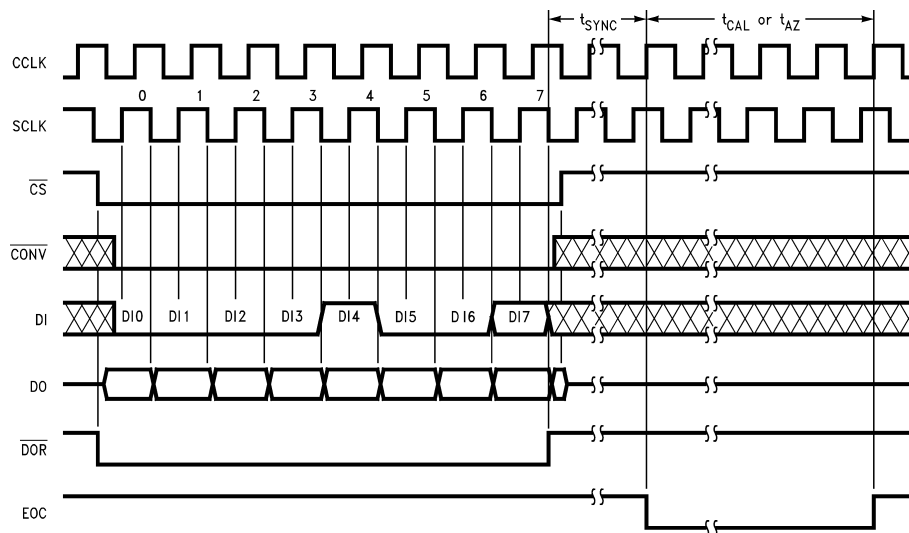 tSYNC
tCAL or tAZ
CCLK
0 1 2 3 4 5 6 7
SCLK
CS
CONV
DI
DI0 DI1 DI2 DI3 DI4 DI5 DI6 DI7
DO
DOR
EOC